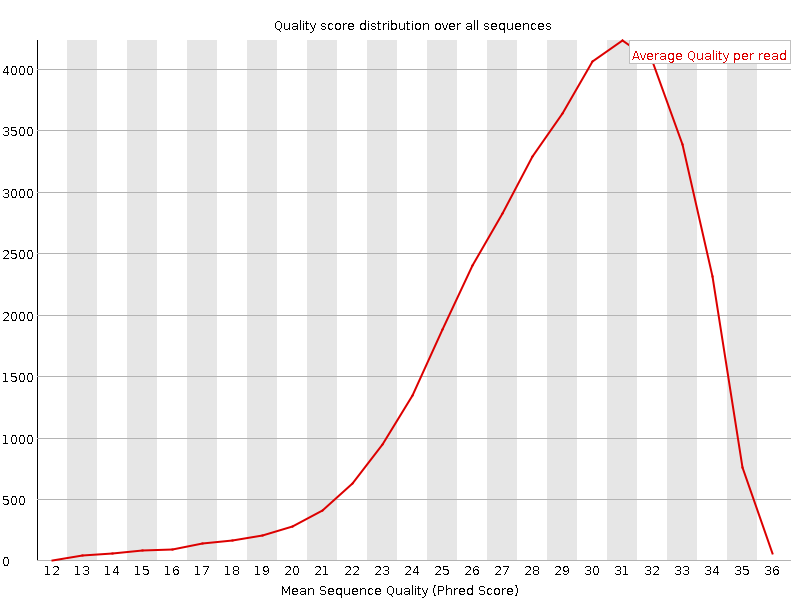 Quality score distribution over all sequences
Average Quality per read
4000
3500
3000
2500
2000
1500
1000
500
0
12 13 14 15 16 17 18 19 20 21 22 23 24 25 26 27 28 29 30 31 32 33 34 35 36
Mean Sequence Quality (Phred Score)